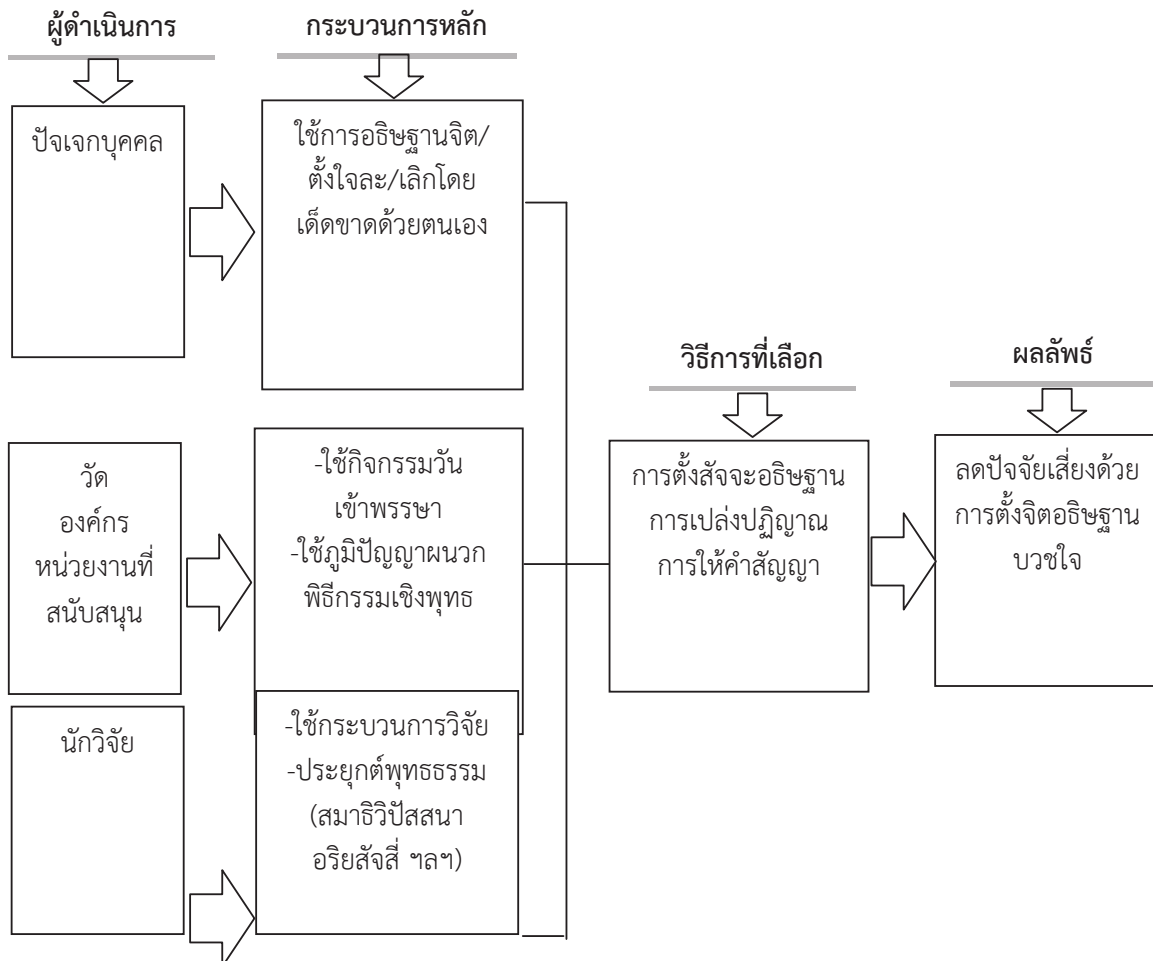 ผู้ดำเนินการ
กระบวนการหลัก
ปัจเจกบุคคล
ใช้การอธิษฐานจิต/
ตั้งใจละ/เลิกโดย
เด็ดขาดด้วยตนเอง
วิธีการที่เลือก
ผลลัพธ์
วัด
องค์กร
หน่วยงานที่
สนับสนุน
-ใช้กิจกรรมวัน
เข้าพรรษา
-ใช้ภูมิปัญญาผนวก
พิธีกรรมเชิงพุทธ
การตั้งสัจจะอธิษฐาน
การเปล่งปฏิญาณ
การให้คำสัญญา
ลดปัจจัยเสี่ยงด้วย
การตั้งจิตอธิษฐาน
บวชใจ
นักวิจัย
-ใช้กระบวนการวิจัย
-ประยุกต์พุทธธรรม
(สมาธิวิปัสสนา
อริยสัจสี่ ฯลฯ)